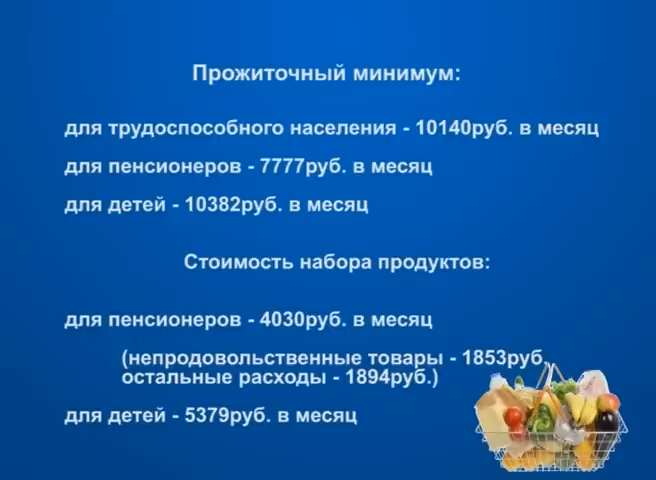 Прожиточный минимум:
для трудоспособного населения - 10140руб. в месяц
для пенсионеров - 7777руб. в месяц
для детей - 10382руб. в месяц
Стоимость набора продуктов:
для пенсионеров - 4030руб. в месяц
(непродовольственные товары - 1853руб.
остальные расходы - 1894руб.)
для детей - 5379руб. в месяц